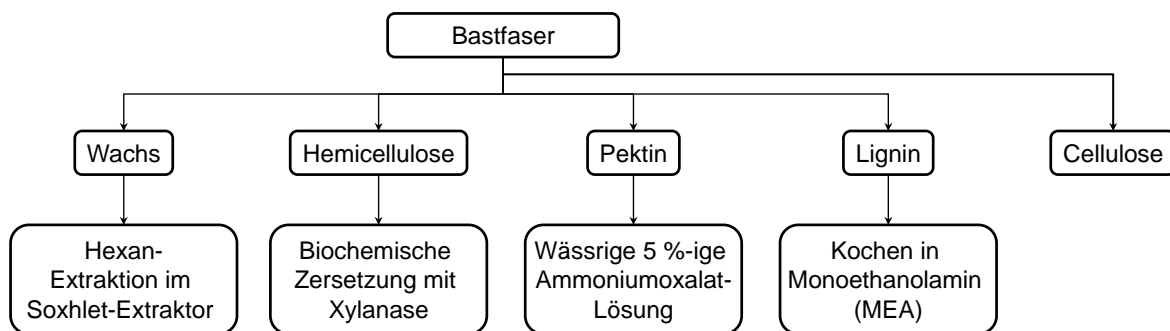 Bastfaser
Wachs
Hemicellulose
Pektin
Lignin
Cellulose
Hexan-
Extraktion im
Soxhlet-Extraktor
Biochemische
Zersetzung mit
Xylanase
Wässrige 5 %-ige
Ammoniumoxalat-
Lösung
Kochen in
Monoethanolamin
(MEA)